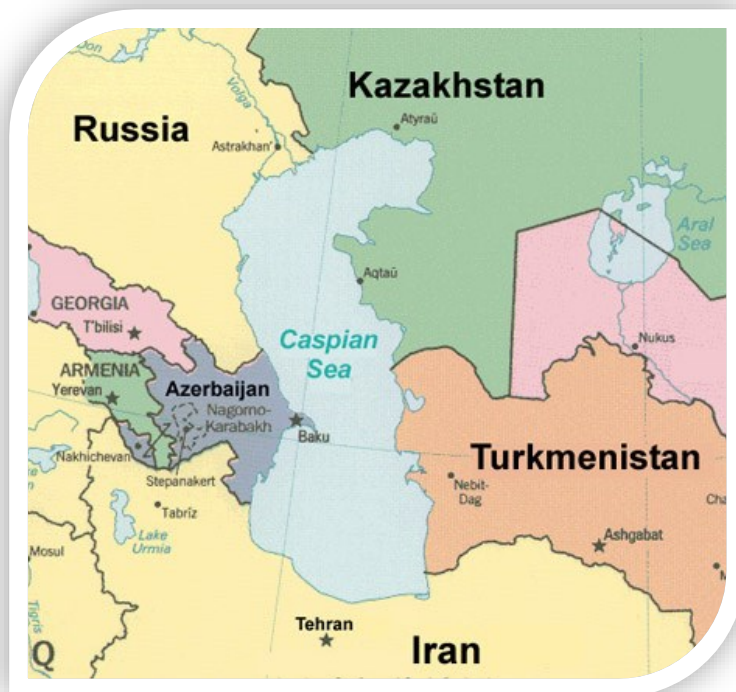 Don
Volga
Kazakhstan
Russia
Atyraū
Astrakhan'
Aral
Sea
Aqtaū
GEORGIA
T'bilisi
Nukus
Caspian
Sea
ARMENIA
Yerevan
Azerbaijan
Nagorno-
Karabakh
Baku
Turkmenistan
Nakhichevan
Stepanakert
Nebit-
Dag
Tabrīz
Lake
Urmia
Ashgabat
Mosul
Tigris
Tehran
Iran
Q